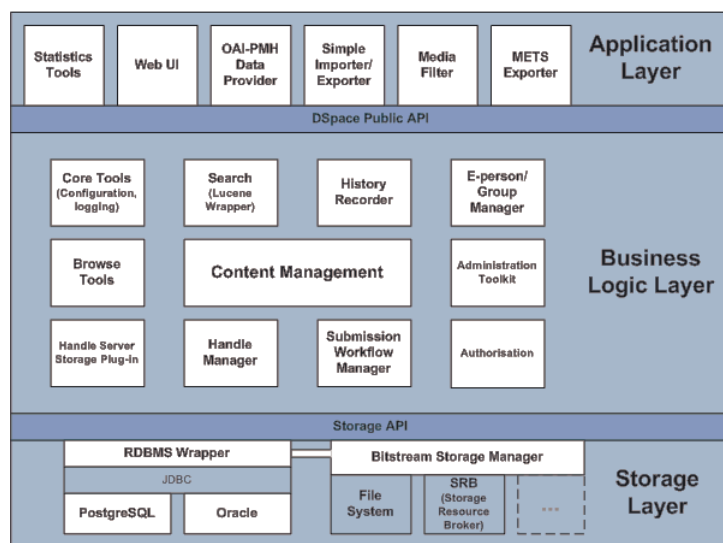 Statistics
Tools
Web UI
OAI-PMH
Data
Provider
Simple
Importer/
Exporter
Media
Filter
METS
Exporter
Application
Layer
DSpace Public API
Core Tools
(Configuration,
logging)
Search
(Lucene
Wrapper)
History
Recorder
E-person/
Group
Manager
Browse
Tools
Content Management
Administration
Toolkit
Business
Logic Layer
Handle Server
Storage Plug-in
Handle
Manager
Submission
Workflow
Manager
Authorisation
Storage API
RDBMS Wrapper
Bitstream Storage Manager
JDBC
PostgreSQL
Oracle
File
System
SRB
(Storage
Resource
Broker)
...
Storage
Layer